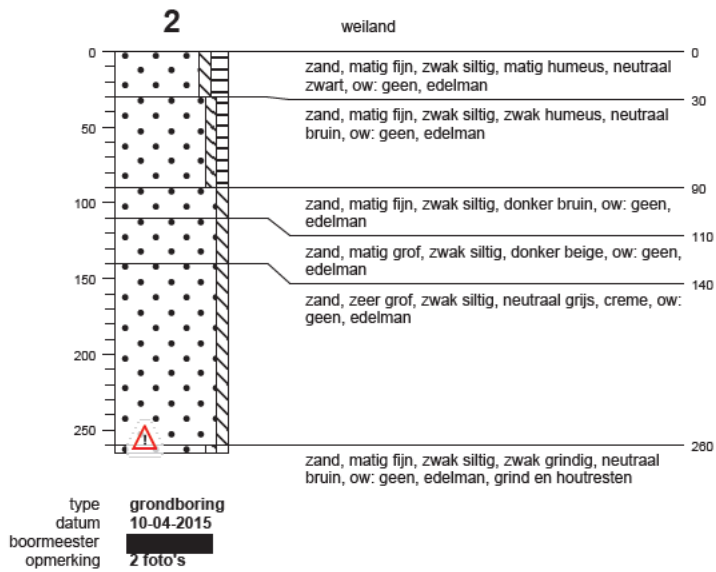 2
weiland
0
0
zand, matig fijn, zwak siltig, matig humeus, neutraal
zwart, ow: geen, edelman
30
zand, matig fijn, zwak siltig, zwak humeus, neutraal
bruin, ow: geen, edelman
50
90
zand, matig fijn, zwak siltig, donker bruin, ow: geen,
edelman
100
110
zand, matig grof, zwak siltig, donker beige, ow: geen,
edelman
140
zand, zeer grof, zwak siltig, neutraal grijs, creme, ow:
geen, edelman
150
200
250
260
zand, matig fijn, zwak siltig, zwak grindig, neutraal
bruin, ow: geen, edelman, grind en houtresten
!
type grondboring
datum 10-04-2015
boormeester
opmerking 2 foto's